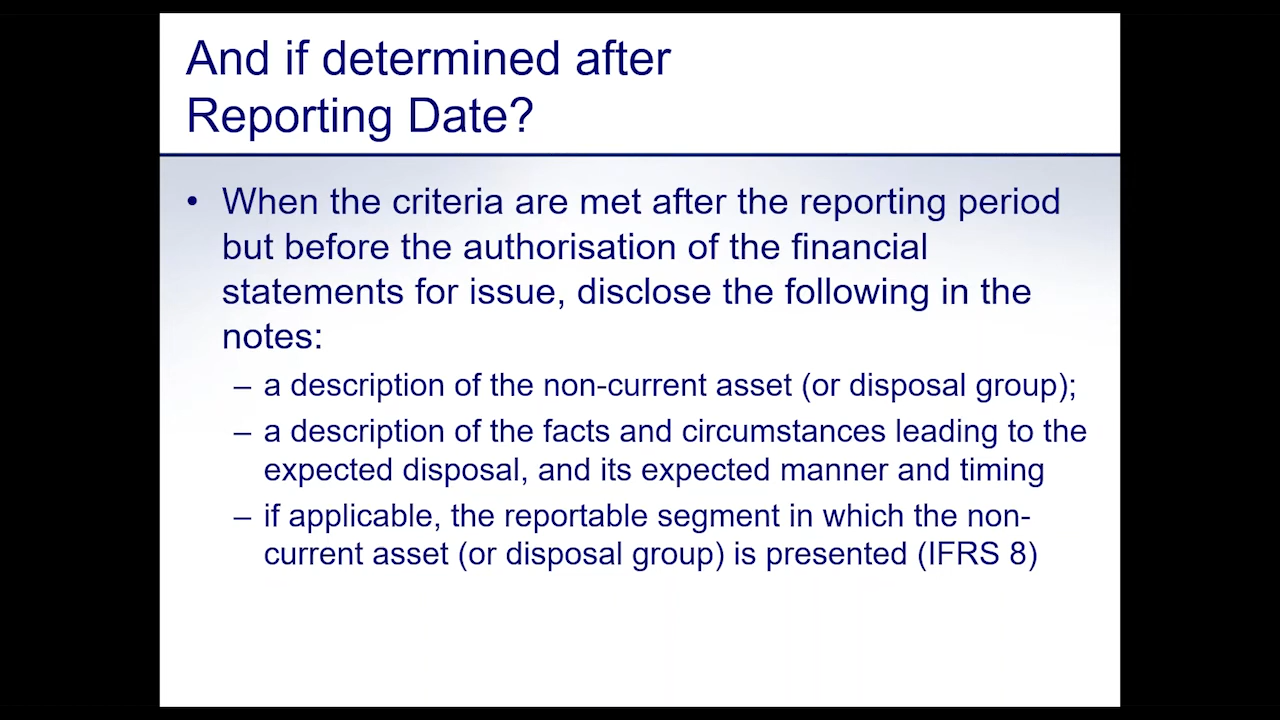 And if determined after
Reporting Date?
• When the criteria are met after the reporting period
but before the authorisation of the financial
statements for issue, disclose the following in the
notes:
– a description of the non-current asset (or disposal group);
– a description of the facts and circumstances leading to the
expected disposal, and its expected manner and timing
– if applicable, the reportable segment in which the non-
current asset (or disposal group) is presented (IFRS 8)